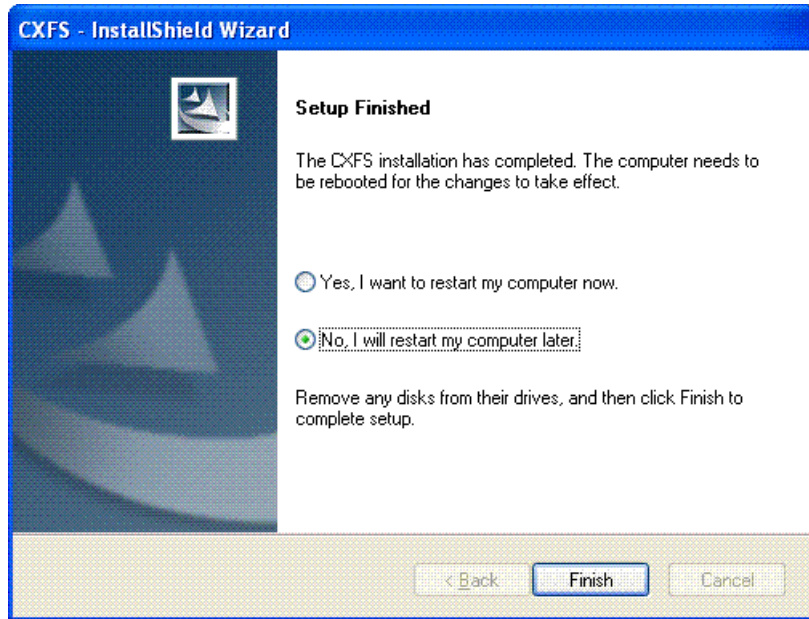 CXFS - InstallShield Wizard
Setup Finished
The CXFS installation has completed. The computer needs to
be rebooted for the changes to take effect.
Yes, I want to restart my computer now.
No, I will restart my computer later.
Remove any disks from their drives, and then click Finish to
complete setup.
< Back Finish Cancel